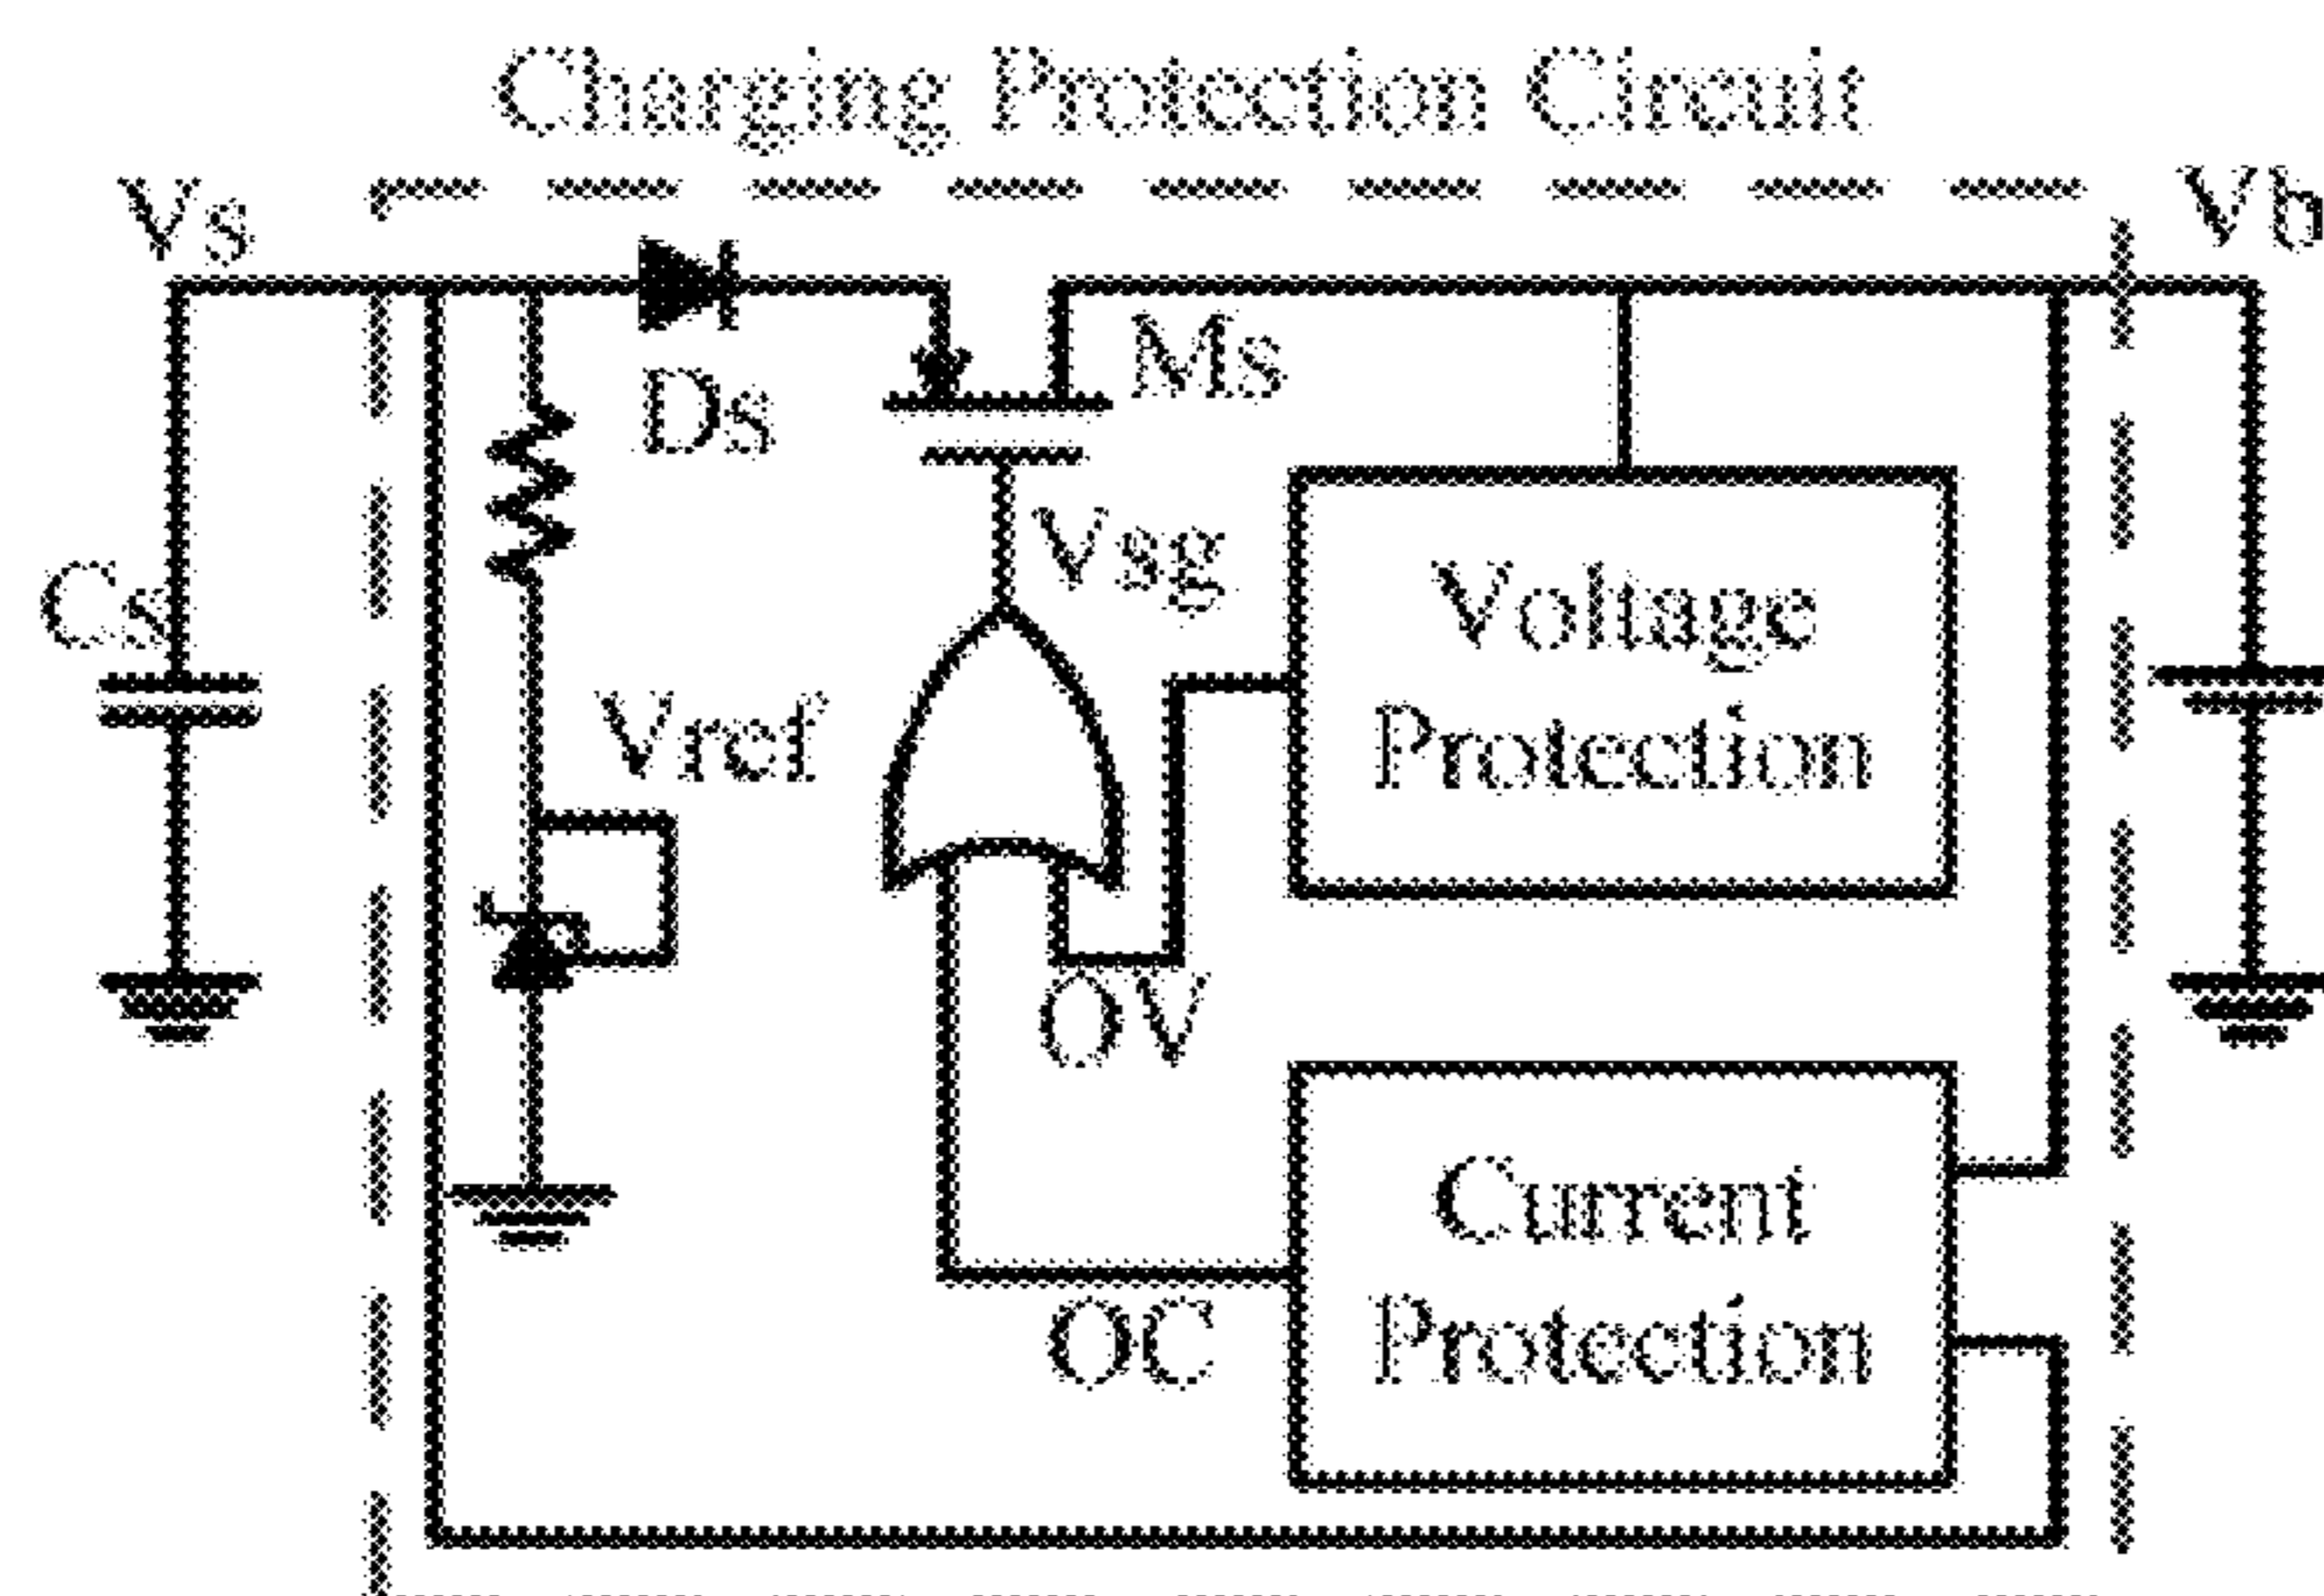 Charging Protection Circuit
Vs
Vb
Ds
Ms
Cs
Vsg
Voltage
Protection
Vref
OV
Current
Protection
OC